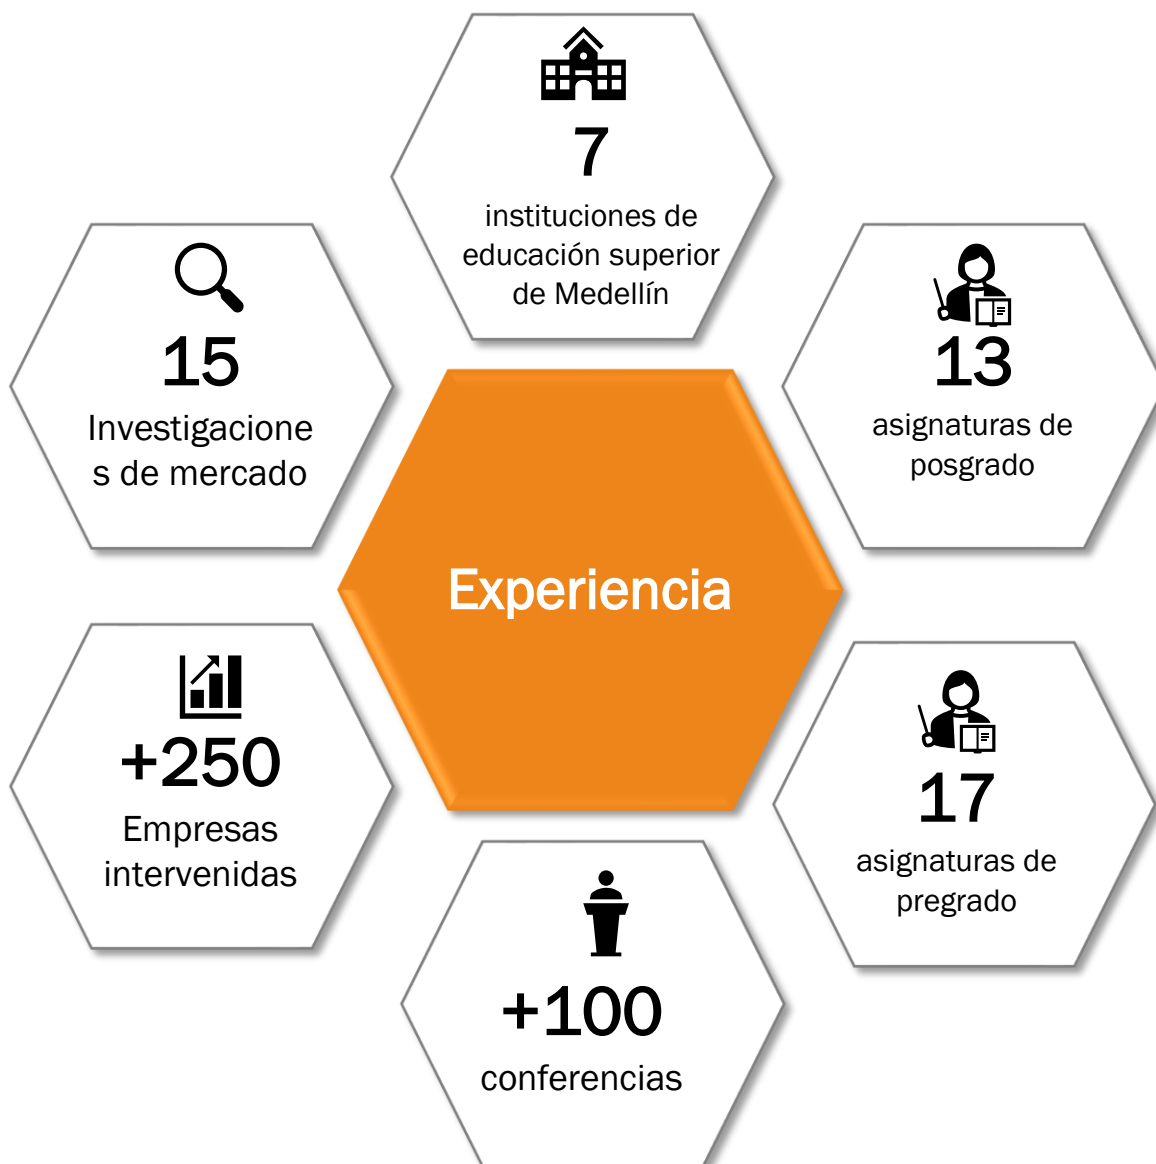 7
instituciones de
educación superior
de Medellín
15
Investigacione
s de mercado
13
asignaturas de
posgrado
Experiencia
+250
Empresas
intervenidas
17
asignaturas de
pregrado
+100
conferencias